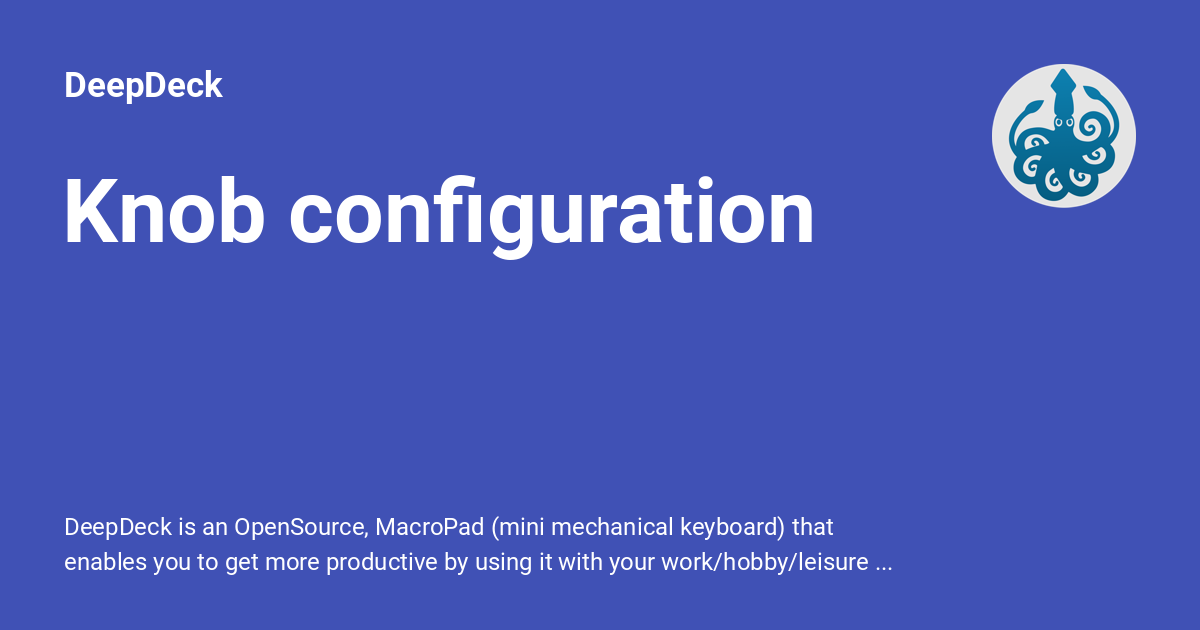 DeepDeck
Knob configuration
DeepDeck is an OpenSource, MacroPad (mini mechanical keyboard) that
enables you to get more productive by using it with your work/hobby/leisure ...